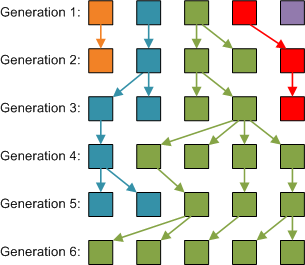 Generation 1:
Generation 2:
Generation 3:
Generation 4:
Generation 5:
Generation 6: